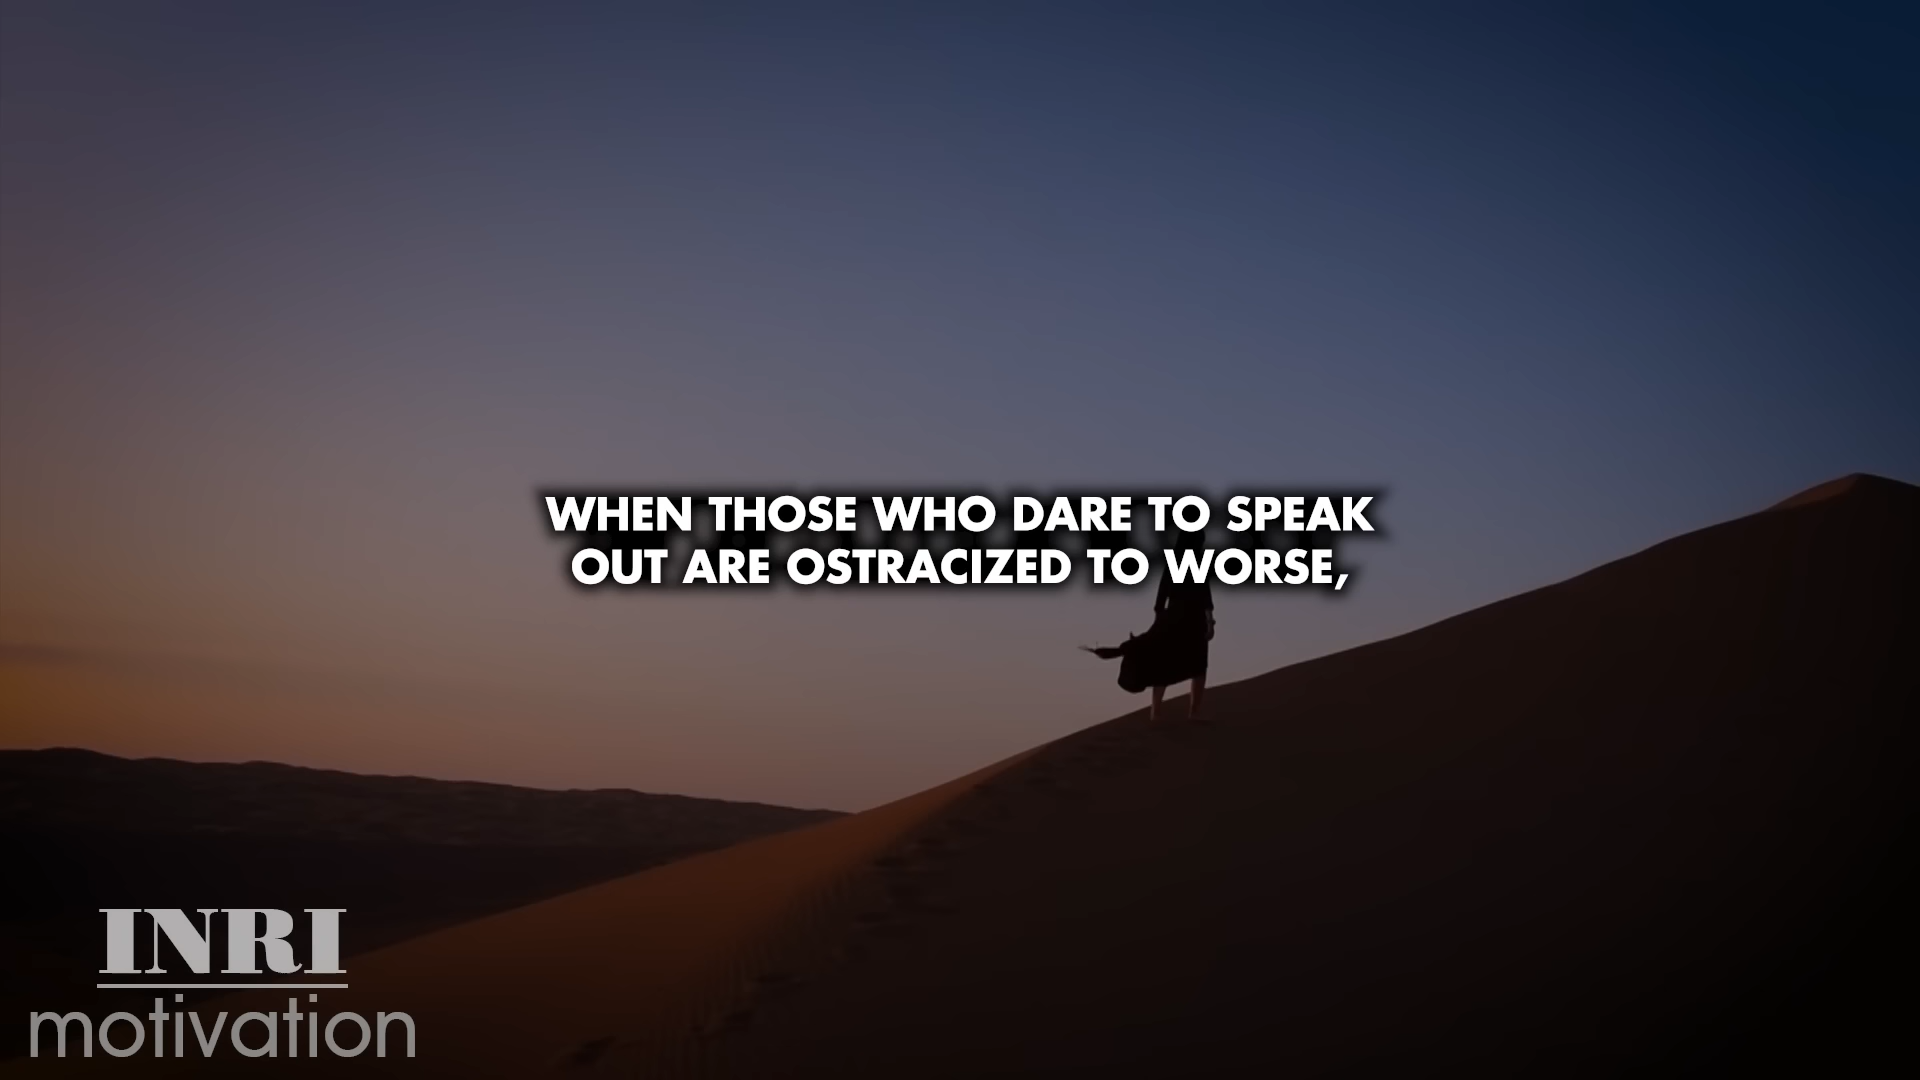 WHEN THOSE WHO DARE TO SPEAK
OUT ARE OSTRACIZED TO WORSE,
INRI
motivation